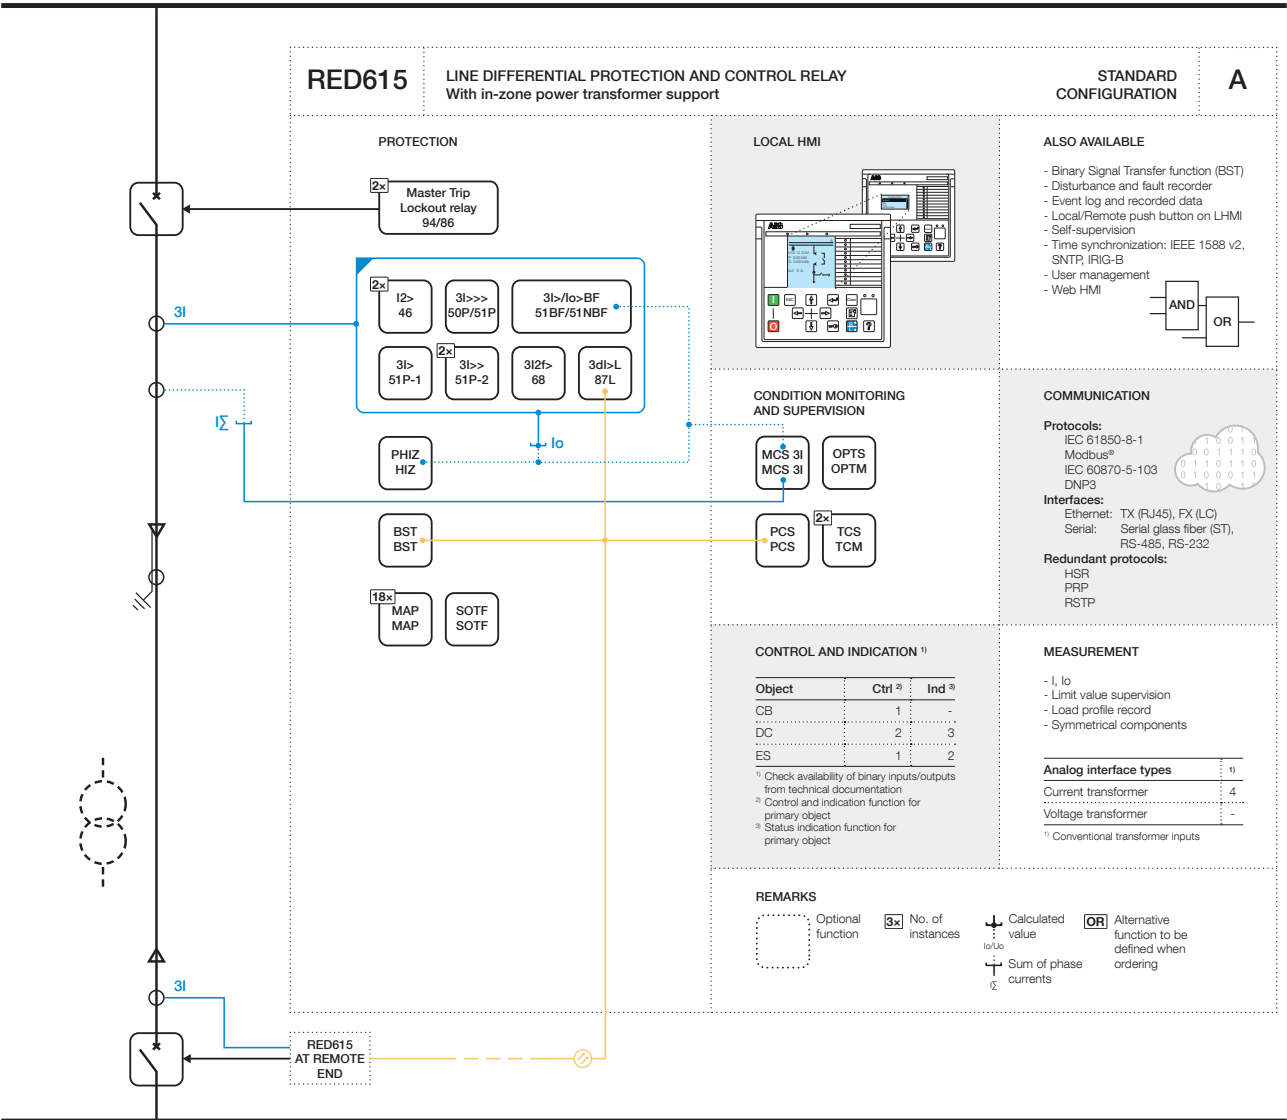 RED615
LINE DIFFERENTIAL PROTECTION AND CONTROL RELAY
With in-zone power transformer support
STANDARD
CONFIGURATION
A
PROTECTION
2×
Master Trip
Lockout relay
94/86
3I
2×
I2>
46
3I>>>
50P/51P
3I>/Io>BF
51BF/51NBF
3I>
51P-1
2×
3I>>
51P-2
3I2f>
68
3dI>L
87L
I∑
Io
PHIZ
HIZ
BST
BST
18×
MAP
MAP
SOTF
SOTF
LOCAL HMI
ABB
ABB
CONDITION MONITORING
AND SUPERVISION
MCS 3I
MCS 3I
OPTS
OPTM
PCS
PCS
2×
TCS
TCM
CONTROL AND INDICATION 1)
Object Ctrl 2) Ind 3)
CB 1 -
DC 2 3
ES 1 2
1) Check availability of binary inputs/outputs
from technical documentation
2) Control and indication function for
primary object
3) Status indication function for
primary object
ALSO AVAILABLE
- Binary Signal Transfer function (BST)
- Disturbance and fault recorder
- Event log and recorded data
- Local/Remote push button on LHMI
- Self-supervision
- Time synchronization: IEEE 1588 v2,
SNTP, IRIG-B
- User management
- Web HMI
AND
OR
COMMUNICATION
Protocols:
IEC 61850-8-1
Modbus®
IEC 60870-5-103
DNP3
Interfaces:
Ethernet: TX (RJ45), FX (LC)
Serial: Serial glass fiber (ST),
RS-485, RS-232
Redundant protocols:
HSR
PRP
RSTP
MEASUREMENT
- I, Io
- Limit value supervision
- Load profile record
- Symmetrical components
Analog interface types 1)
Current transformer 4
Voltage transformer -
1) Conventional transformer inputs
REMARKS
Optional
function
3×
No. of
instances
Io/Uo
Calculated
value
I∑
Sum of phase
currents
OR
Alternative
function to be
defined when
ordering
3I
RED615
AT REMOTE
END